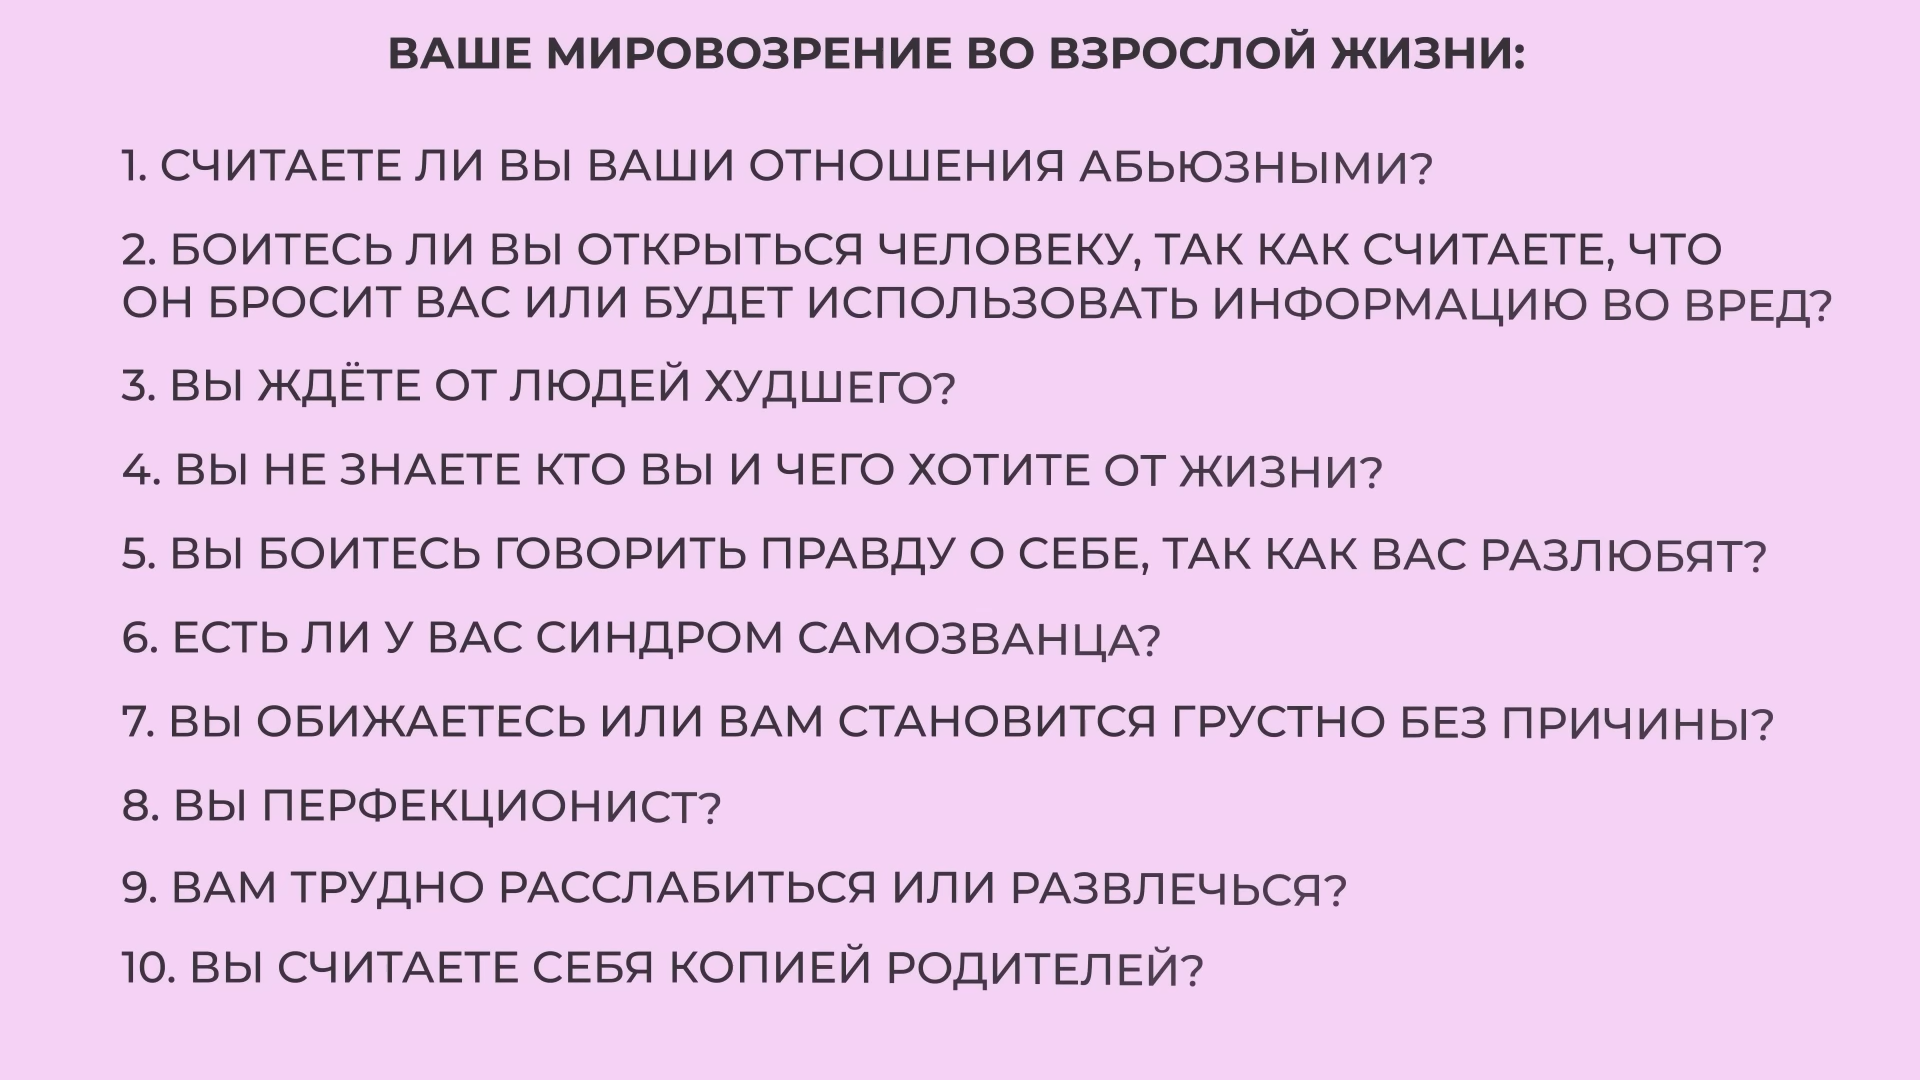 ВАШЕ МИРОВОЗРЕНИЕ ВО ВЗРОСЛОЙ ЖИЗНИ:
1. СЧИТАЕТЕ ЛИ ВЫ ВАШИ ОТНОШЕНИЯ АБЬЮЗНЫМИ?
2. БОИТЕСЬ ЛИ ВЫ ОТКРЫТЬСЯ ЧЕЛОВЕКУ, ТАК КАК СЧИТАЕТЕ, ЧТО
ОН БРОСИТ ВАС ИЛИ БУДЕТ ИСПОЛЬЗОВАТЬ ИНФОРМАЦИЮ ВО ВРЕД?
3. ВЫ ЖДЁТЕ ОТ ЛЮДЕЙ ХУДШЕГО?
4. ВЫ НЕ ЗНАЕТЕ КТО ВЫ И ЧЕГО ХОТИТЕ ОТ ЖИЗНИ?
5. ВЫ БОИТЕСЬ ГОВОРИТЬ ПРАВДУ О СЕБЕ, ТАК КАК ВАС РАЗЛЮБЯТ?
6. ЕСТЬ ЛИ У ВАС СИНДРОМ САМОЗВАНЦА?
7. ВЫ ОБИЖАЕТЕСЬ ИЛИ ВАМ СТАНОВИТСЯ ГРУСТНО БЕЗ ПРИЧИНЫ?
8. ВЫ ПЕРФЕКЦИОНИСТ?
9. ВАМ ТРУДНО РАССЛАБИТЬСЯ ИЛИ РАЗВЛЕЧЬСЯ?
10. ВЫ СЧИТАЕТЕ СЕБЯ КОПИЕЙ РОДИТЕЛЕЙ?